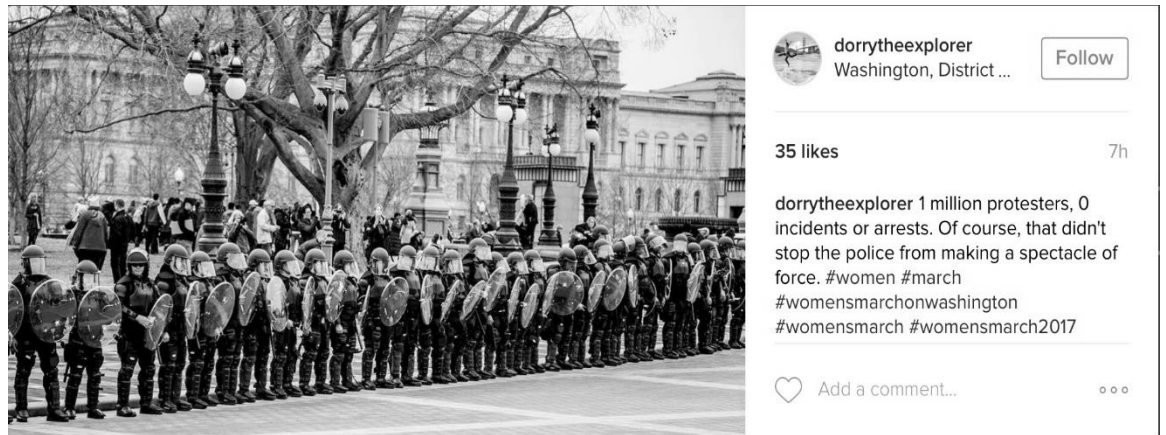 dorrytheexplorer
Washington, District ...
Follow
35 likes
7h
dorrytheexplorer 1 million protesters, 0
incidents or arrests. Of course, that didn't
stop the police from making a spectacle of
force. #women #march
#womensmarchonwashington
#womensmarch #womensmarch2017
Add a comment...